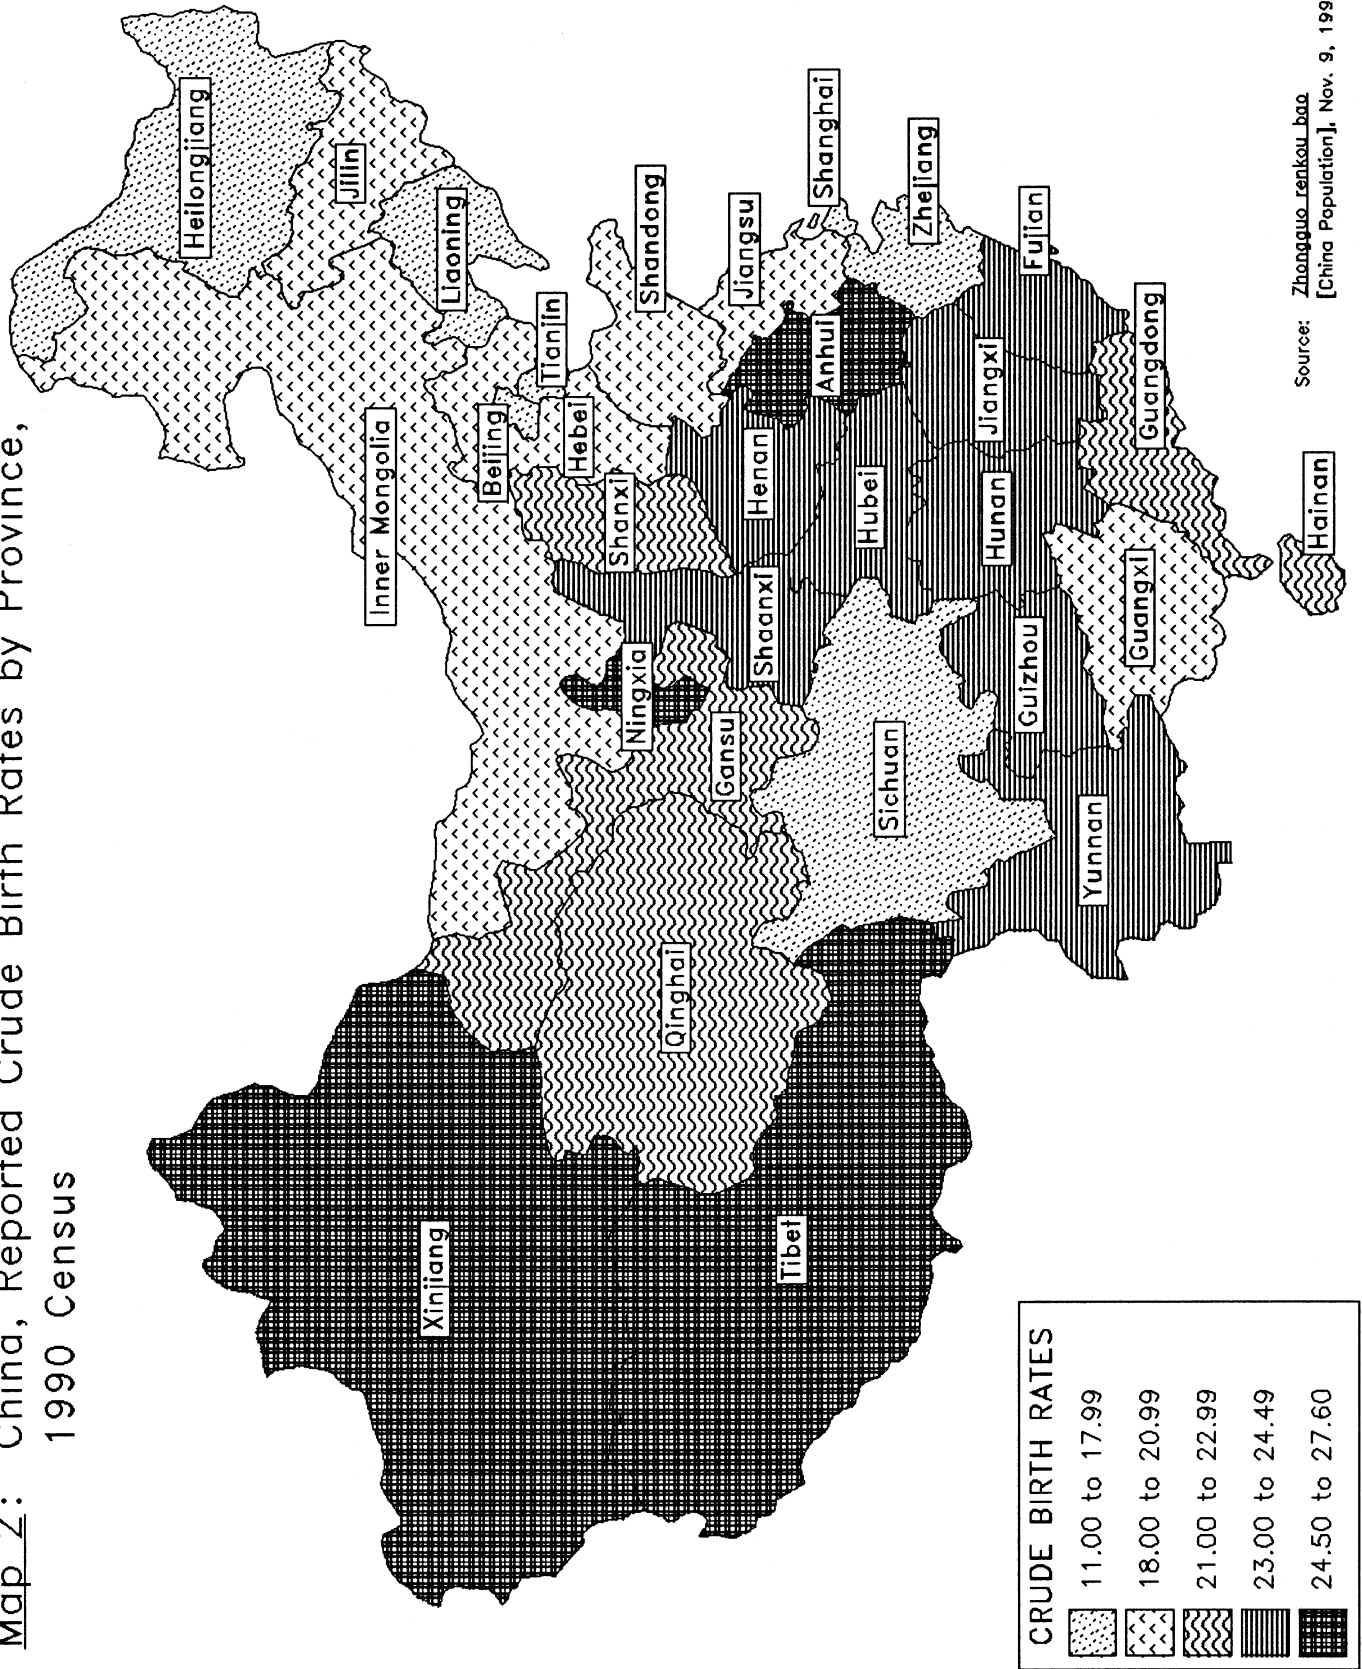 Map 2: China, Reported Crude Birth Rates by Province,
1990 Census
Heilongjiang
Jilin
Liaoning
Inner Mongolia
Beijing
Tianjin
Hebei
Shandong
Shanxi
Jiangsu
Shanghai
Zhejiang
Anhui
Henan
Hubei
Shaanxi
Ningxia
Gansu
Qinghai
Xinjiang
Tibet
Sichuan
Fujian
Jiangxi
Hunan
Guizhou
Yunnan
Guangxi
Guangdong
Hainan
CRUDE BIRTH RATES
11.00 to 17.99
18.00 to 20.99
21.00 to 22.99
23.00 to 24.49
24.50 to 27.60
Source: Zhongguo renkou bao
[China Population], Nov. 9, 199